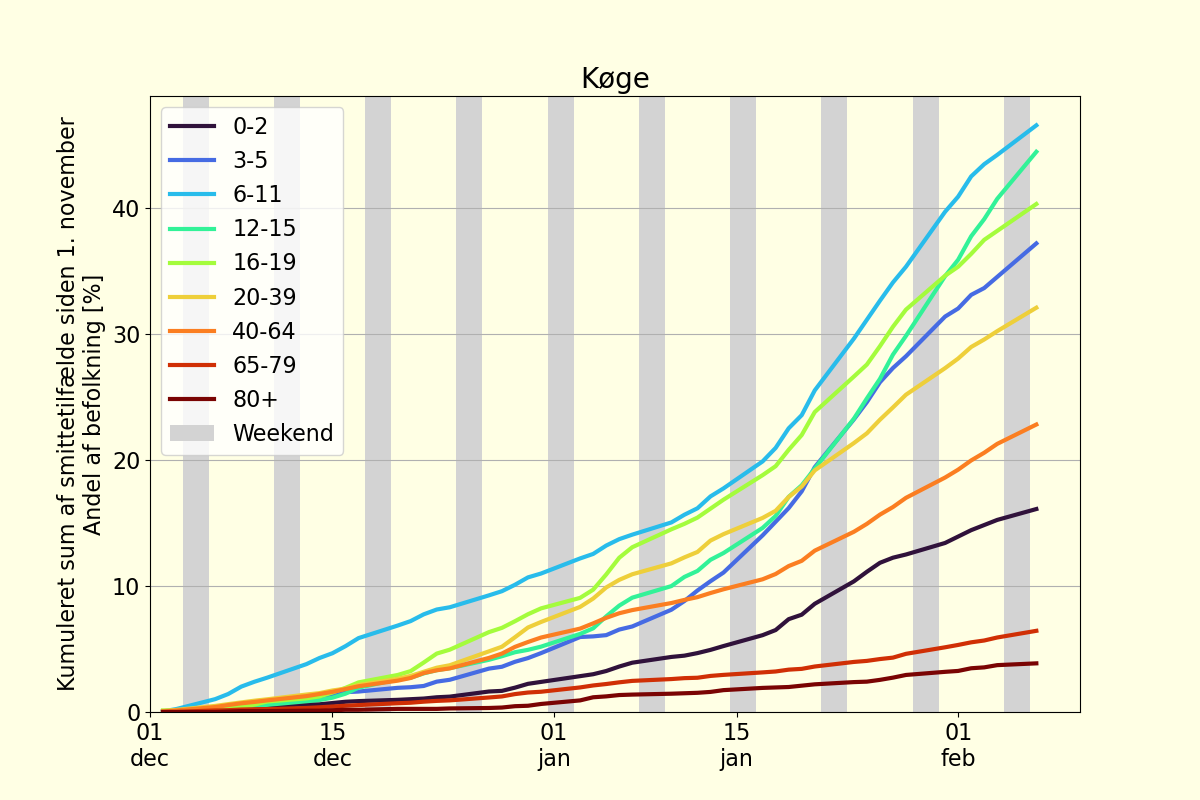 Køge
Kumuleret sum af smittetilfælde siden 1. november
Andel af befolkning [%]
0-2
3-5
6-11
12-15
16-19
20-39
40-64
65-79
80+
Weekend
40
30
20
10
0
01 15 01 15 01
dec dec jan jan feb